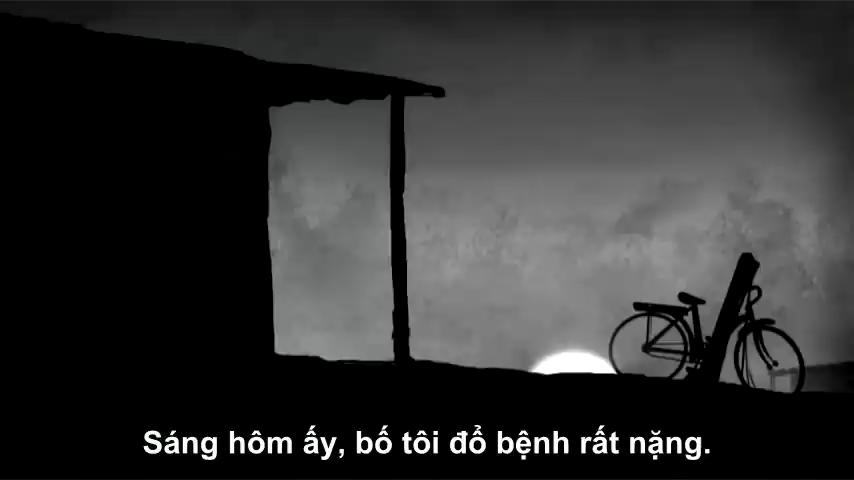 Sáng hôm ấy, bố tôi đổ bệnh rất nặng.